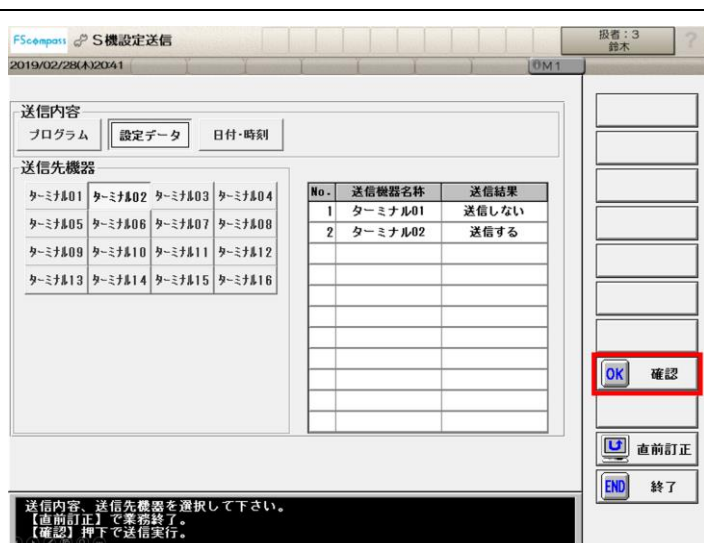 FScompass S機設定送信
扱者:3
鈴木
?
2019/02/28(木)20:41
0M1
送信内容
プログラム 設定データ 日付・時刻
送信先機器
ターミナル01 ターミナル02 ターミナル03 ターミナル04
ターミナル05 ターミナル06 ターミナル07 ターミナル08
ターミナル09 ターミナル10 ターミナル11 ターミナル12
ターミナル13 ターミナル14 ターミナル15 ターミナル16
No. 送信機器名称 送信結果
1 ターミナル01 送信しない
2 ターミナル02 送信する
OK 確認
直前訂正
END 終了
送信内容、送信先機器を選択して下さい。
【直前訂正】で業務終了。
【確認】押下で送信実行。